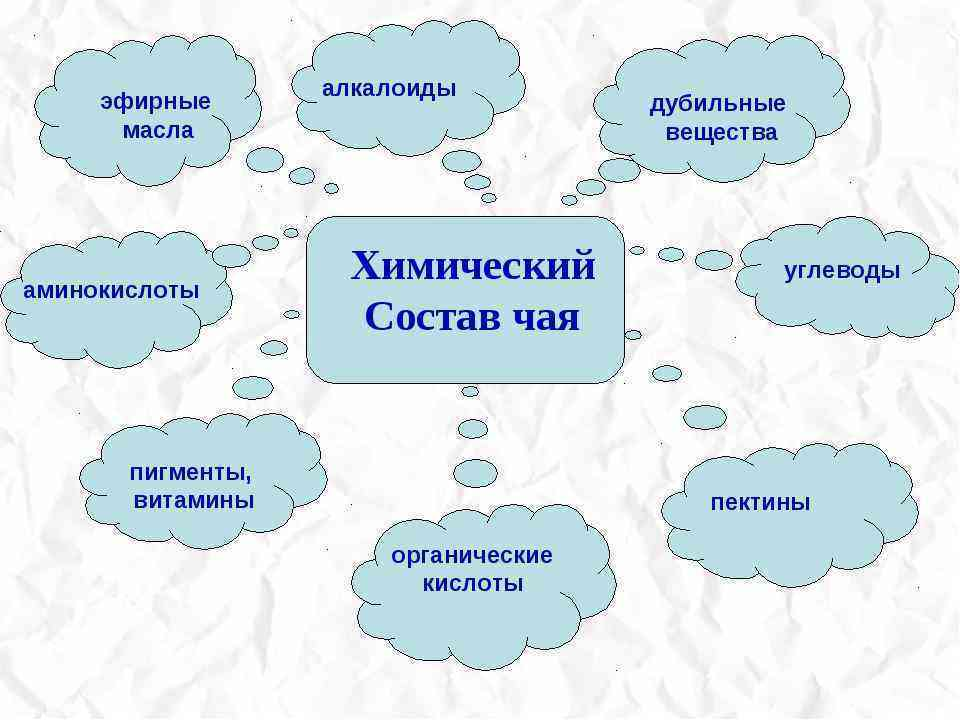 эфирные
масла
алкалоиды
дубильные
вещества
аминокислоты
Химический
Состав чая
углеводы
пигменты,
витамины
органические
кислоты
пектины